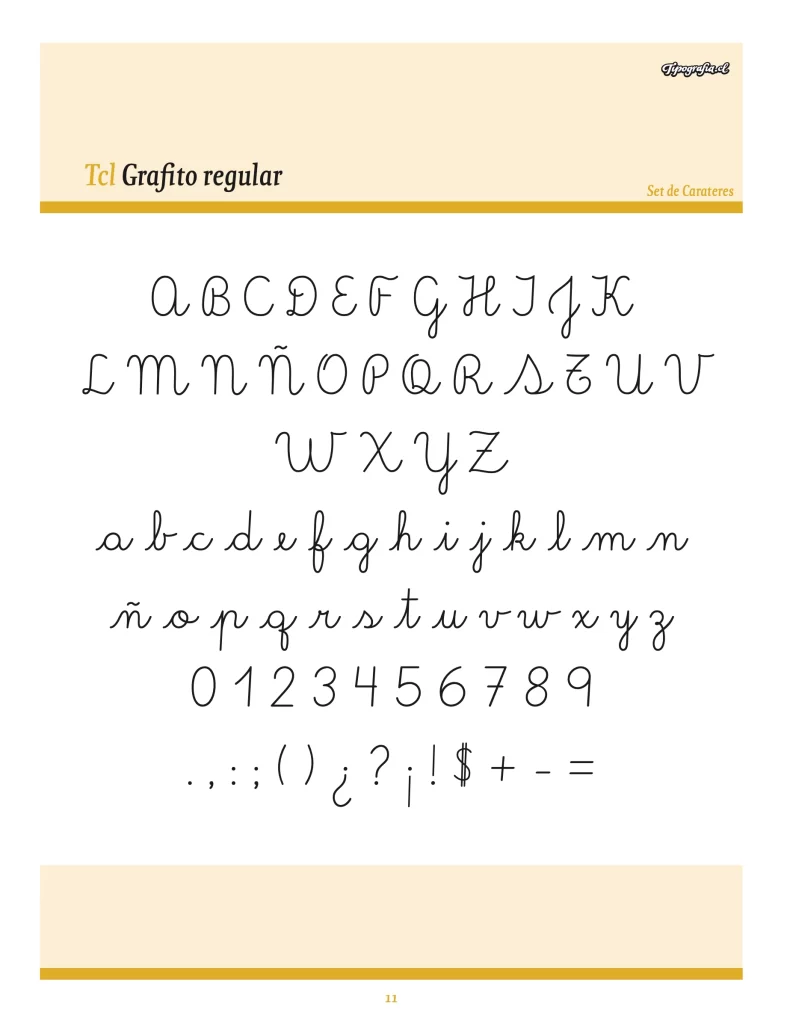 Tipografia.cl
Tcl Grafito regular
Set de Carateres
A B C D E F G H I J K
L M N Ñ O P Q R S T U V
W X Y Z
a b c d e f g h i j k l m n
ñ o p q r s t u v w x y z
0 1 2 3 4 5 6 7 8 9
. , : ; ( ) ¿ ? ¡ ! $ + - =
11